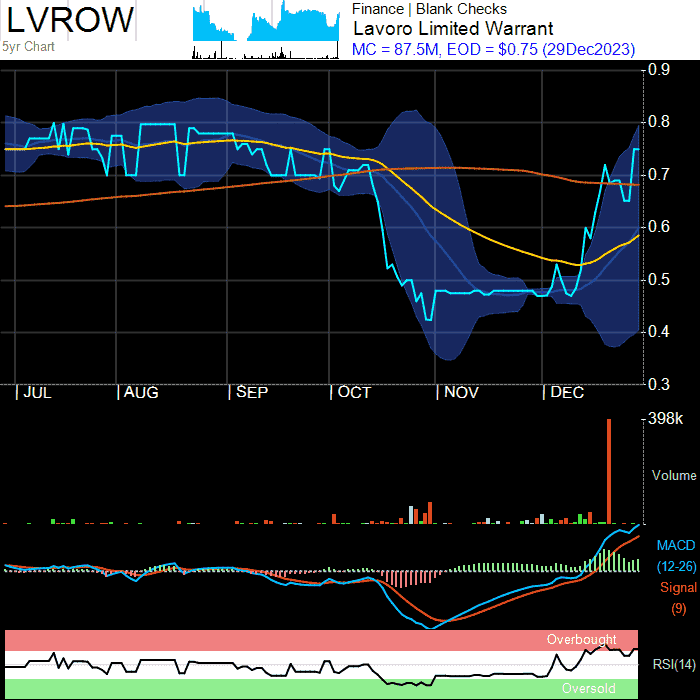 LVROW
5yr Chart
Finance | Blank Checks
Lavoro Limited Warrant
MC = 87.5M, EOD = $0.75 (29Dec2023)
0.9
0.8
0.7
0.6
0.5
0.4
0.3
JUL AUG SEP OCT NOV DEC
398k
Volume
MACD
(12-26)
Signal
(9)
Overbought
RSI(14)
Oversold